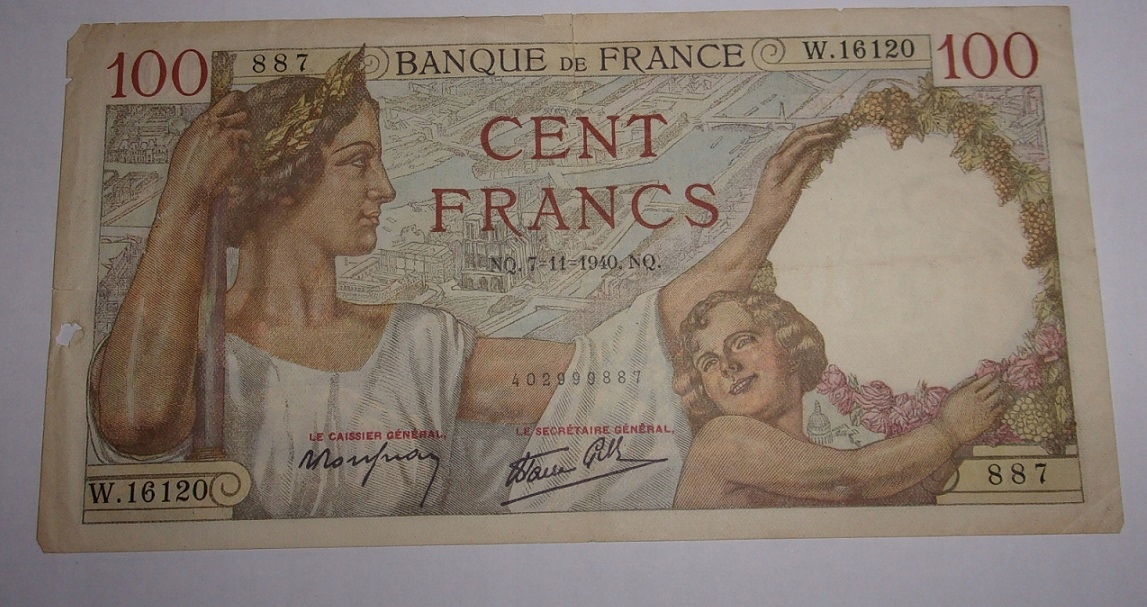 100 887 BANQUE DE FRANCE W.16120 100
CENT
FRANCS
NQ. 7=11=1940. NQ.
402999887
LE CAISSIER GÉNÉRAL,
LE SECRÉTAIRE GÉNÉRAL,
W.16120
887